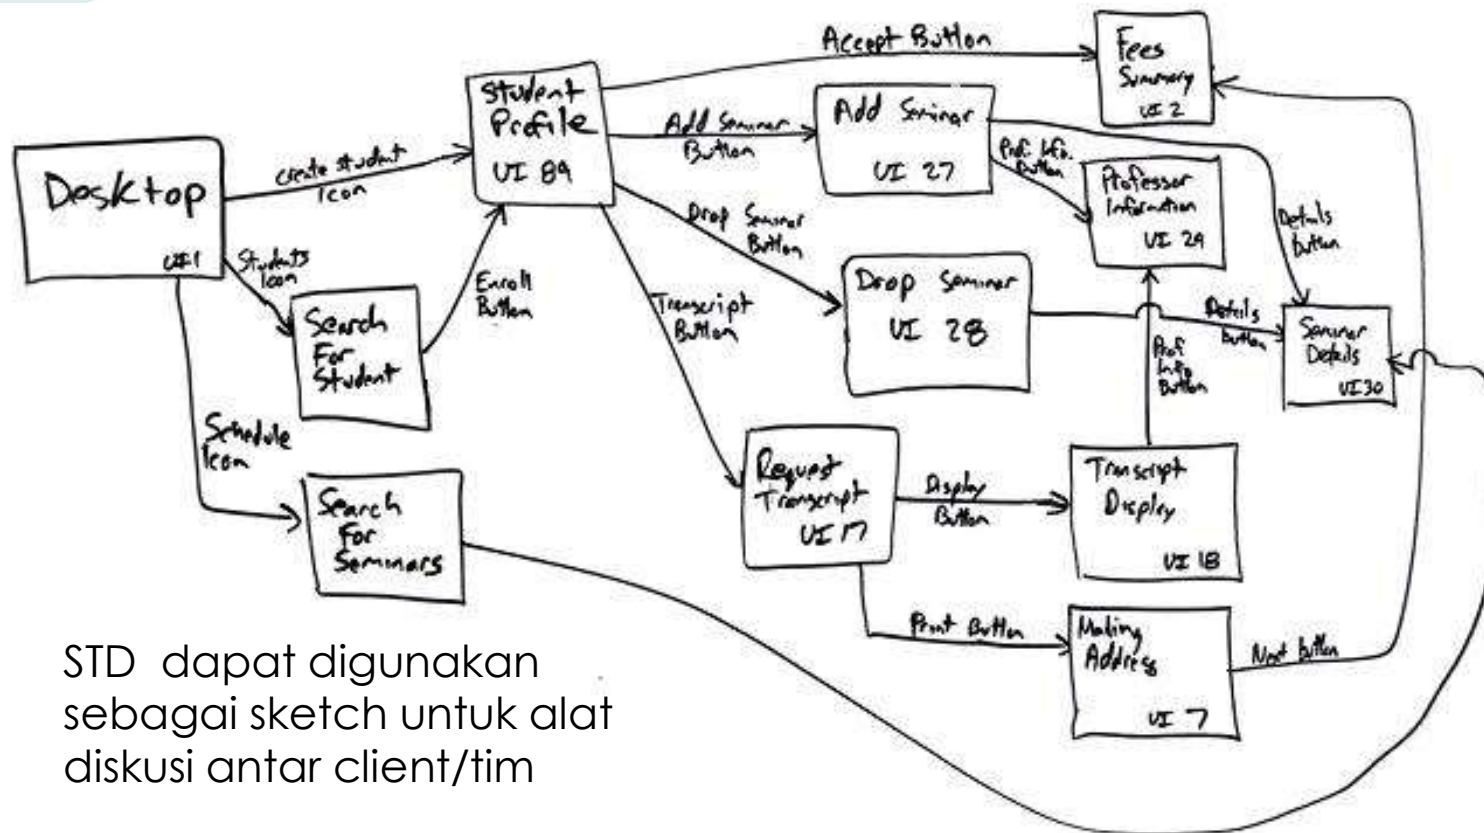 Accept Button
Fees
Summary
UI 2
Student
Profile
UI 89
Add Seminar
Button
Add Seminar
UI 27
Prof. Info.
Button
Professor
Information
UI 29
Details
button
Desktop
UI 1
create student
Icon
Students
Icon
Search
For
Student
Enroll
Button
Drop Seminar
Button
Drop Seminar
UI 28
Details
button
Seminar
Details
UI 30
Transcript
Button
Prof
Info
Button
Schedule
Icon
Search
For
Seminars
Request
Transcript
UI 17
Display
Button
Transcript
Display
UI 18
Print Button
Mailing
Address
UI 7
Next button
STD dapat digunakan
sebagai sketch untuk alat
diskusi antar client/tim